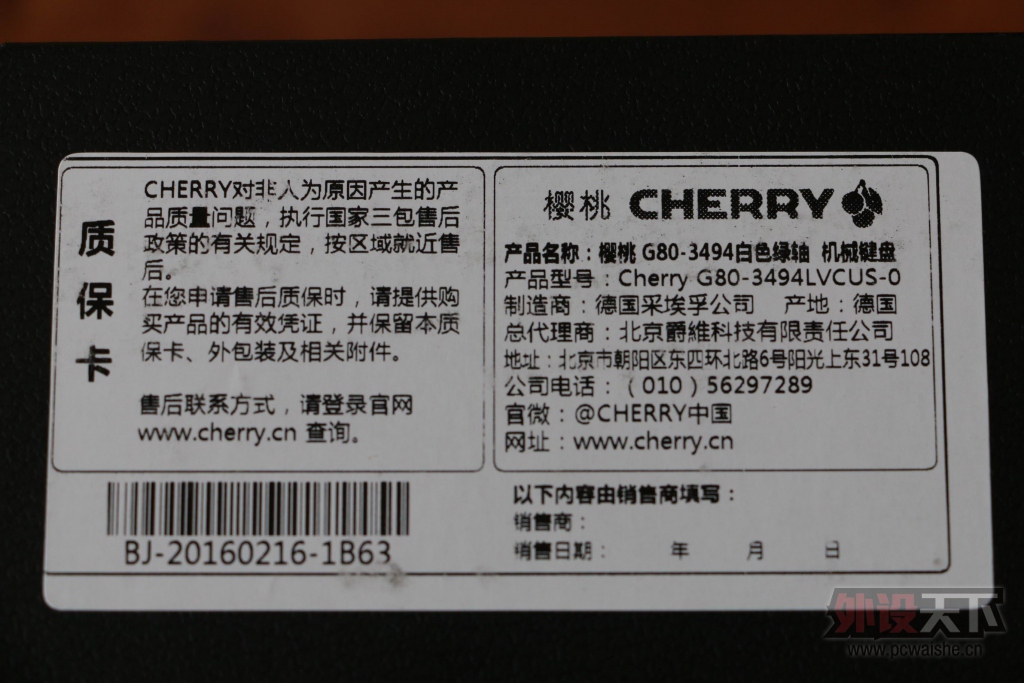 质保卡
CHERRY对非人为原因产生的产
品质量问题，执行国家三包售后
政策的有关规定，按区域就近售
后。
在您申请售后质保时，请提供购
买产品的有效凭证，并保留本质
保卡、外包装及相关附件。
售后联系方式，请登录官网
www.cherry.cn 查询。
樱桃 CHERRY
产品名称：樱桃 G80-3494白色绿轴 机械键盘
产品型号：Cherry G80-3494LVCUS-0
制造商：德国采埃孚公司 产地：德国
总代理商：北京爵維科技有限责任公司
地址：北京市朝阳区东四环北路6号阳光上东31号108
公司电话：（010）56297289
官微：@CHERRY中国
网址：www.cherry.cn
BJ-20160216-1B63
以下内容由销售商填写：
销售商：
销售日期： 年 月 日
外设天下
www.pcwaishe.cn